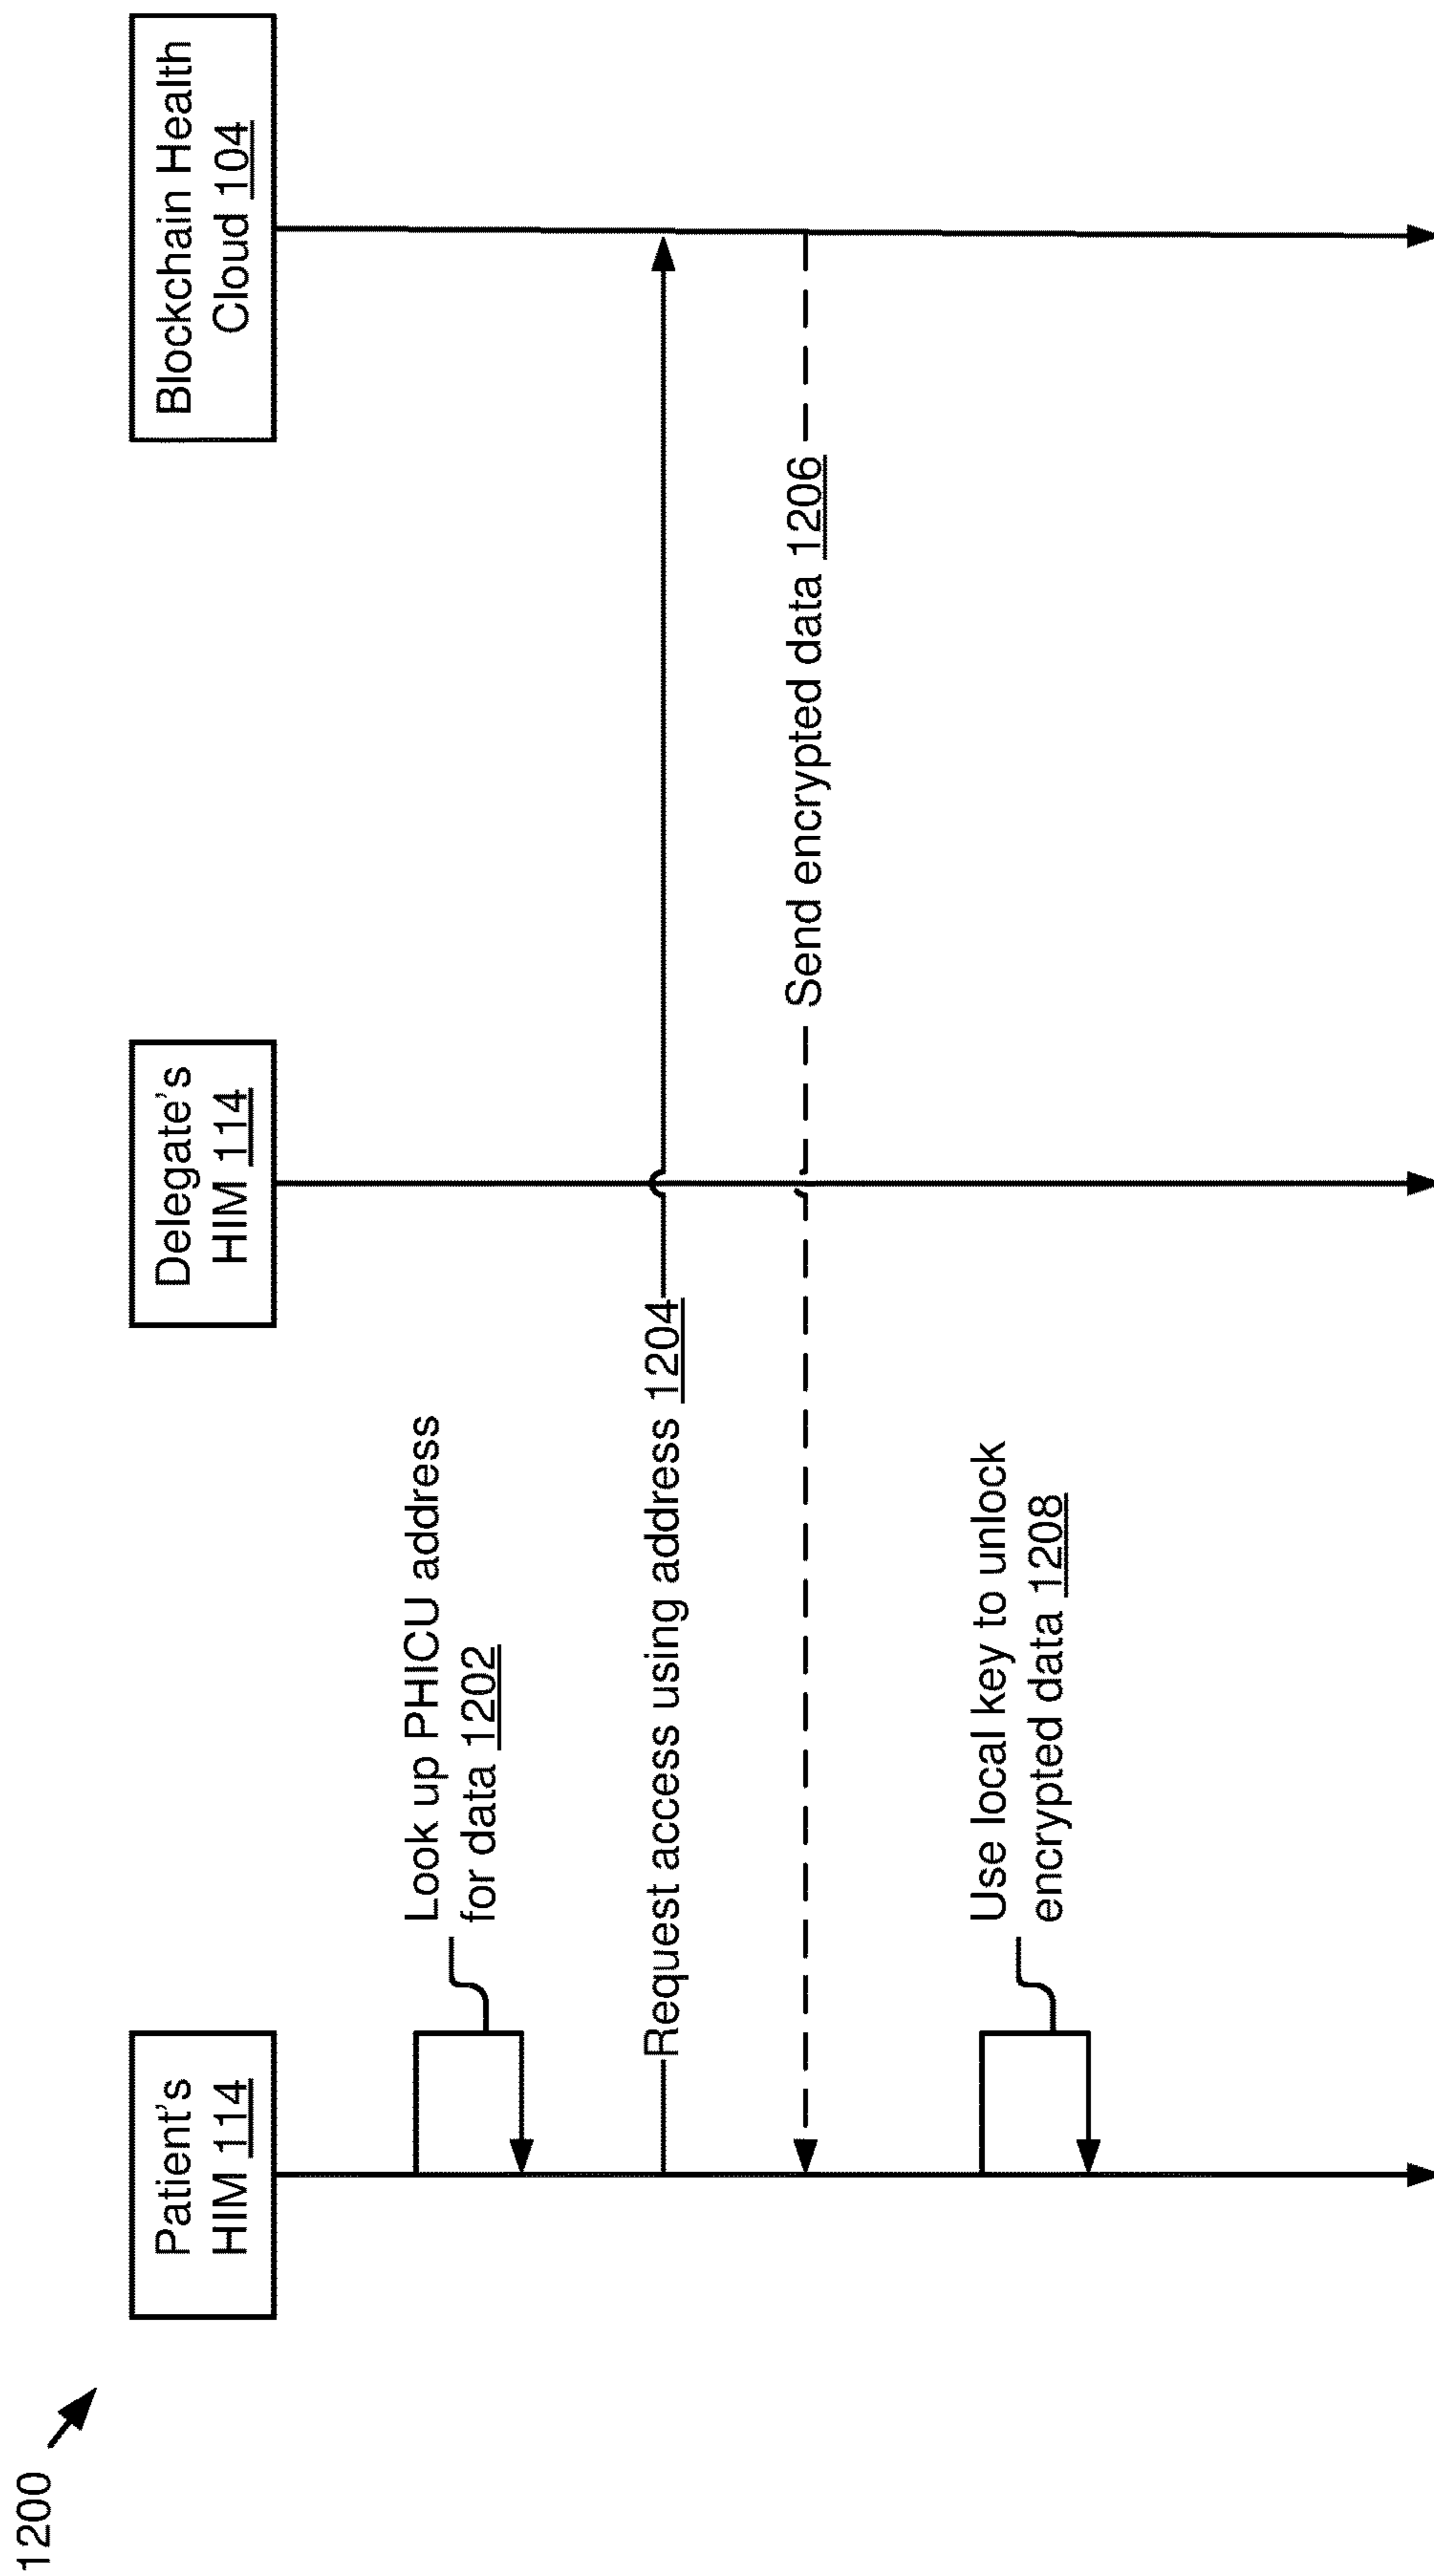 1200
Patient's
HIM 114
Delegate's
HIM 114
Blockchain Health
Cloud 104
Look up PHICU address
for data 1202
Request access using address 1204
Send encrypted data 1206
Use local key to unlock
encrypted data 1208